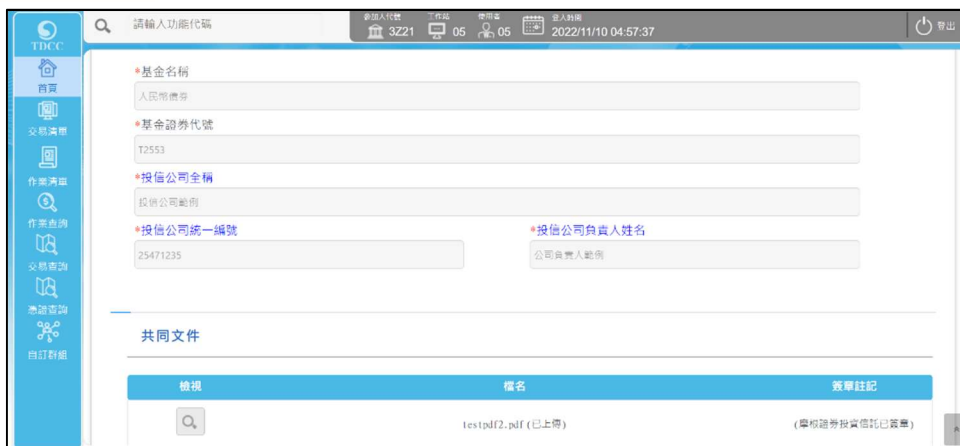 TDCC
請輸入功能代碼
參加人代號 工作站 使用者 登入時間
3Z21 05 05 2022/11/10 04:57:37
登出
首頁
交易清單
作業清單
作業查詢
交易查詢
憑證查詢
自訂群組
*基金名稱
人民幣債券
*基金證券代號
T2553
*投信公司全稱
投信公司範例
*投信公司統一編號 *投信公司負責人姓名
25471235 公司負責人範例
共同文件
檢視 檔名 簽章註記
testpdf2.pdf (已上傳) (摩根證券投資信託已簽章)